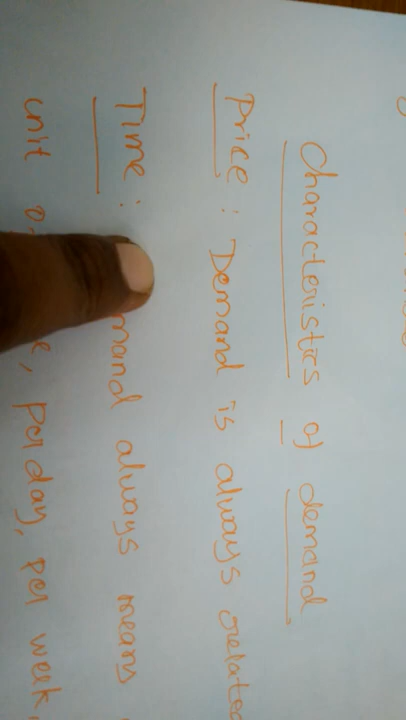 Characteristics of demand
Price: Demand is always related
Time: mand always means
unit e, per day, per week,